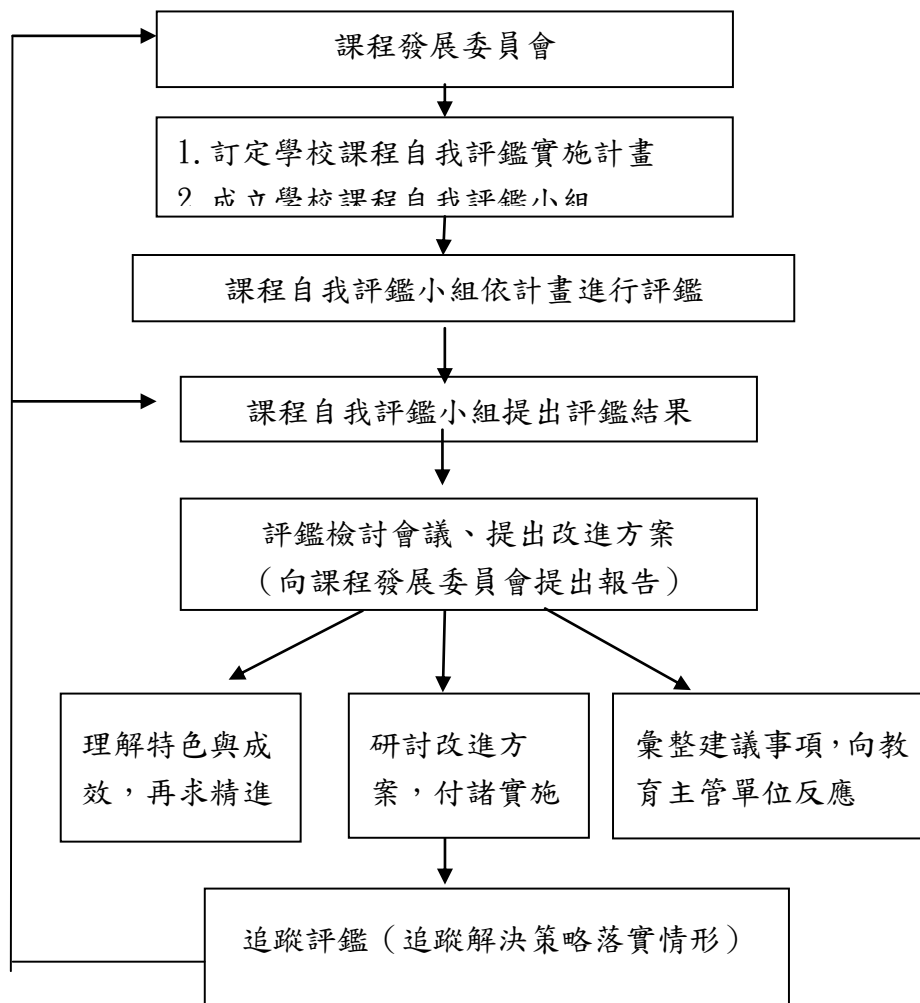 課程發展委員會
1. 訂定學校課程自我評鑑實施計畫
2. 成立學校課程自我評鑑小組
課程自我評鑑小組依計畫進行評鑑
課程自我評鑑小組提出評鑑結果
評鑑檢討會議、提出改進方案
（向課程發展委員會提出報告）
理解特色與成
效，再求精進
研討改進方
案，付諸實施
彙整建議事項，向教
育主管單位反應
追蹤評鑑（追蹤解決策略落實情形）